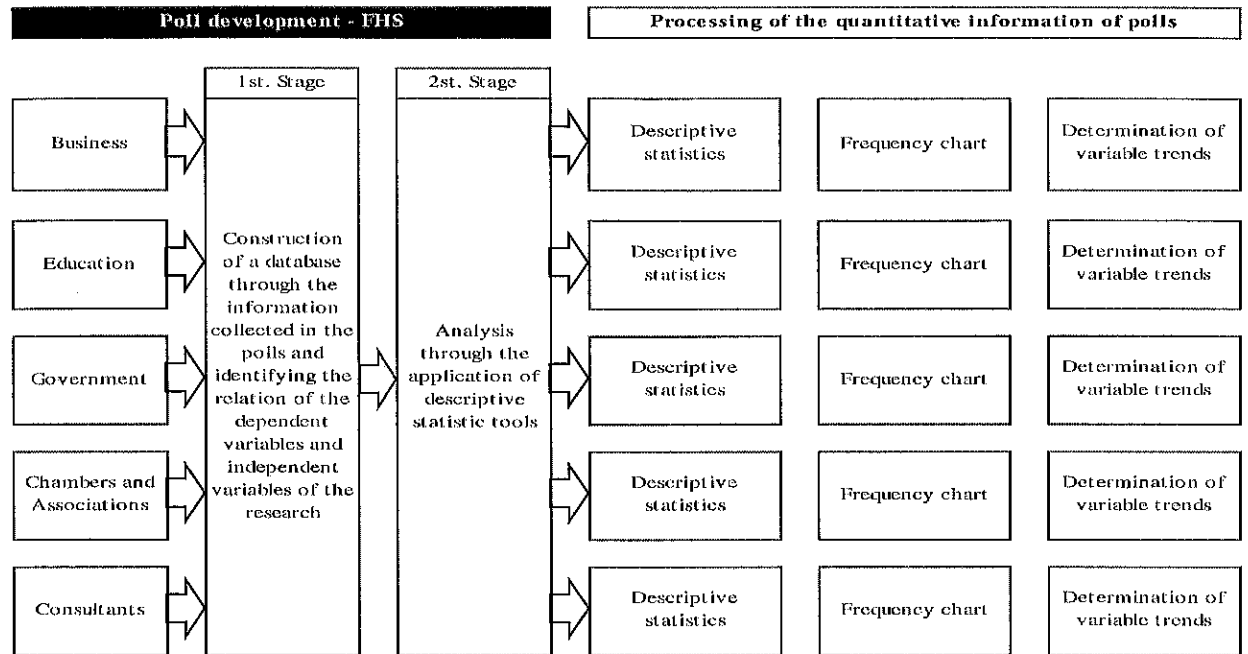 Poll development - FHS
Processing of the quantitative information of polls
1st. Stage
2st. Stage
Business
Education
Government
Chambers and
Associations
Consultants
Construction
of a database
through the
information
collected in the
polls and
identifying the
relation of the
dependent
variables and
independent
variables of the
research
Analysis
through the
application of
descriptive
statistic tools
Descriptive
statistics
Frequency chart
Determination of
variable trends
Descriptive
statistics
Frequency chart
Determination of
variable trends
Descriptive
statistics
Frequency chart
Determination of
variable trends
Descriptive
statistics
Frequency chart
Determination of
variable trends
Descriptive
statistics
Frequency chart
Determination of
variable trends